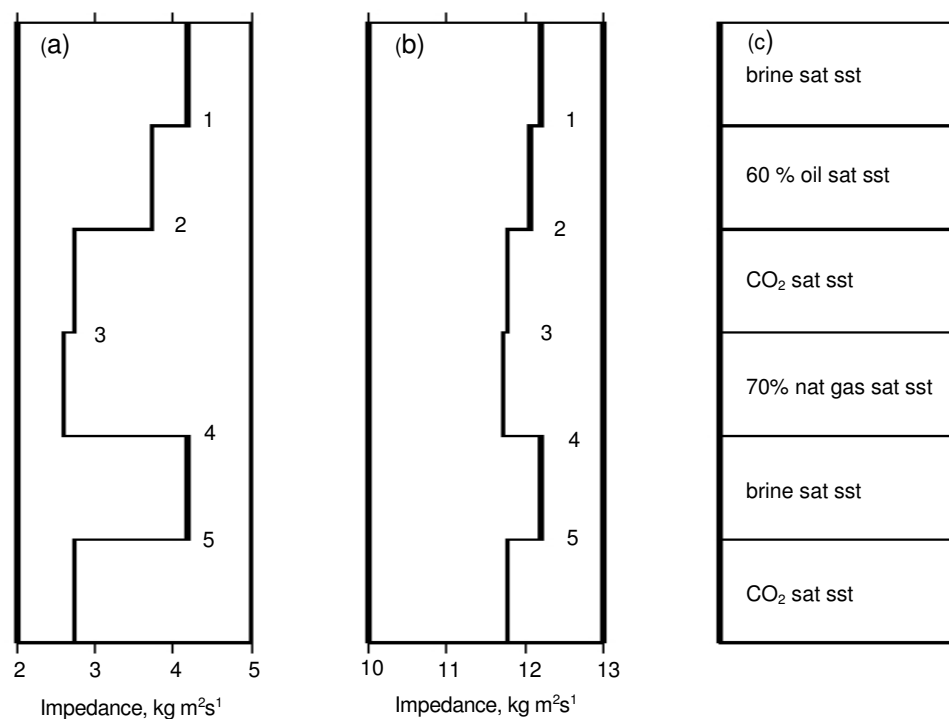 (a)
1
2
3
4
5
2 3 4 5
Impedance, kg m²s¹
(b)
1
2
3
4
5
10 11 12 13
Impedance, kg m²s¹
(c)
brine sat sst
60 % oil sat sst
CO₂ sat sst
70% nat gas sat sst
brine sat sst
CO₂ sat sst